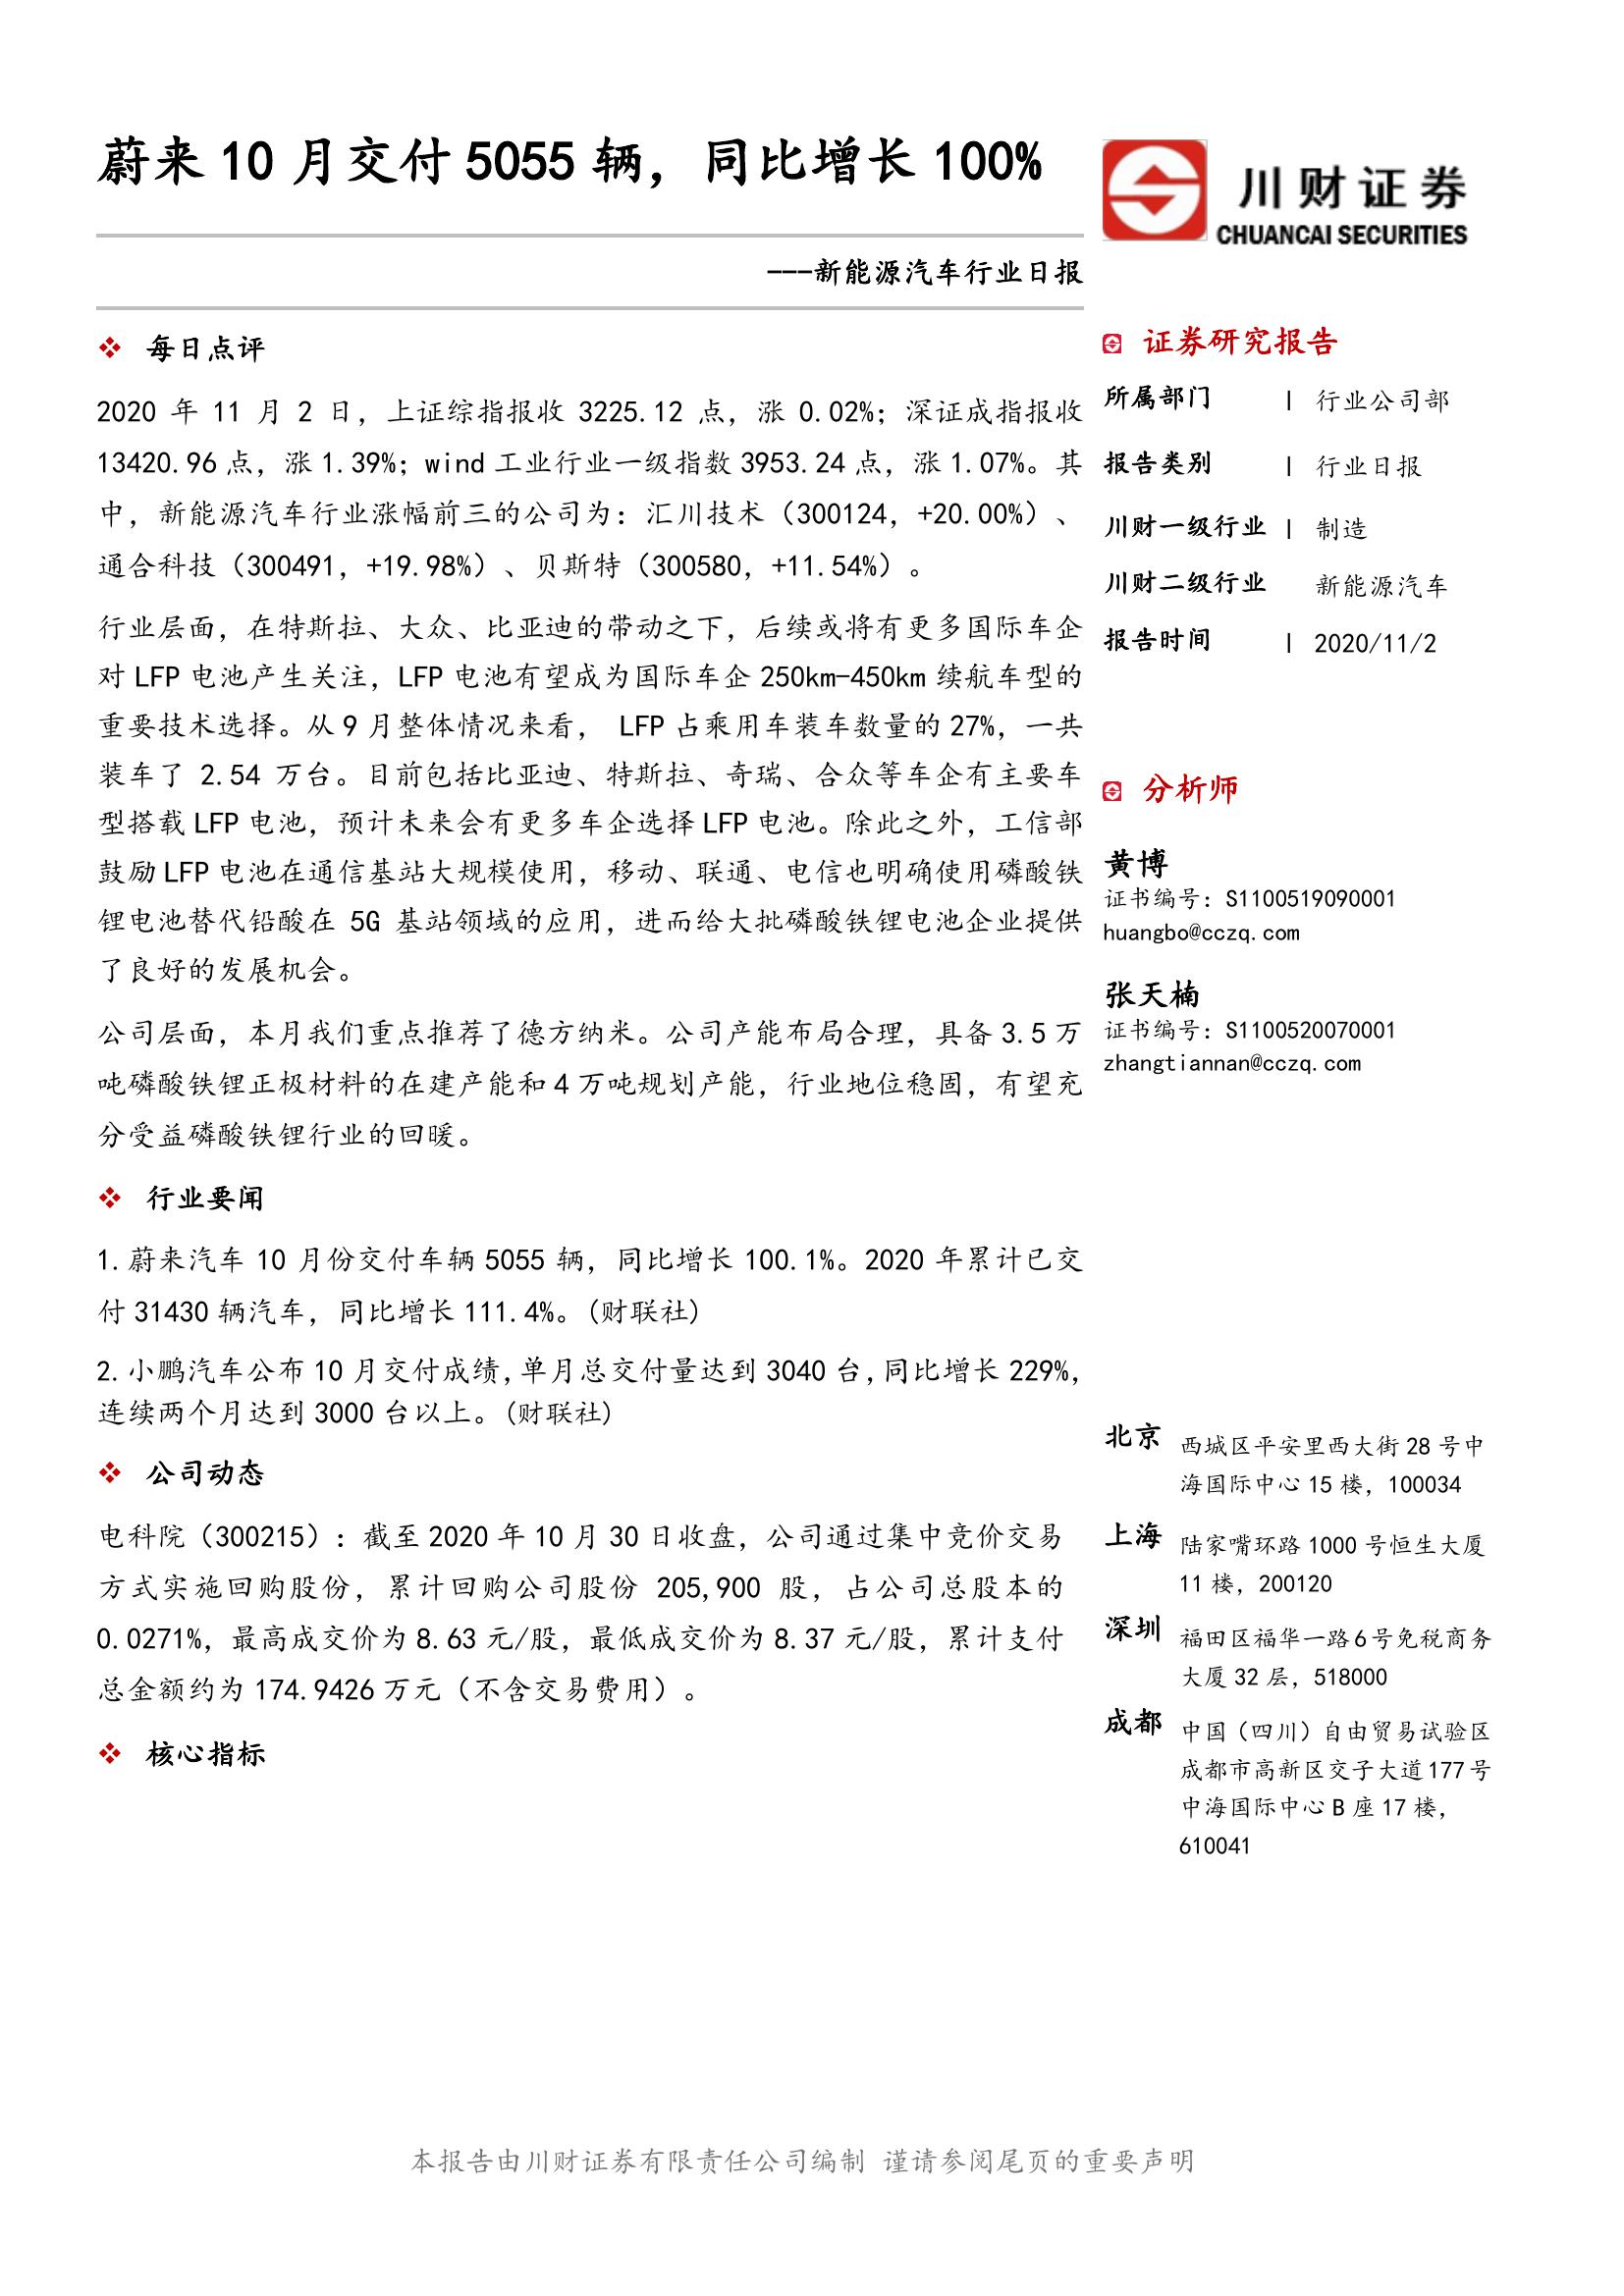 蔚来 10 月交付 5055 辆，同比增长 100%
---新能源汽车行业日报
每日点评
2020 年 11 月 2 日，上证综指报收 3225.12 点，涨 0.02%；深证成指报收
13420.96 点，涨 1.39%；wind 工业行业一级指数 3953.24 点，涨 1.07%。其
中，新能源汽车行业涨幅前三的公司为：汇川技术（300124，+20.00%）、
通合科技（300491，+19.98%）、贝斯特（300580，+11.54%）。
行业层面，在特斯拉、大众、比亚迪的带动之下，后续或将有更多国际车企
对 LFP 电池产生关注，LFP 电池有望成为国际车企 250km-450km 续航车型的
重要技术选择。从 9 月整体情况来看， LFP 占乘用车装车数量的 27%，一共
装车了 2.54 万台。目前包括比亚迪、特斯拉、奇瑞、合众等车企有主要车
型搭载 LFP 电池，预计未来会有更多车企选择 LFP 电池。除此之外，工信部
鼓励 LFP 电池在通信基站大规模使用，移动、联通、电信也明确使用磷酸铁
锂电池替代铅酸在 5G 基站领域的应用，进而给大批磷酸铁锂电池企业提供
了良好的发展机会。
公司层面，本月我们重点推荐了德方纳米。公司产能布局合理，具备 3.5 万
吨磷酸铁锂正极材料的在建产能和 4 万吨规划产能，行业地位稳固，有望充
分受益磷酸铁锂行业的回暖。
行业要闻
1.蔚来汽车 10 月份交付车辆 5055 辆，同比增长 100.1%。2020 年累计已交
付 31430 辆汽车，同比增长 111.4%。(财联社)
2.小鹏汽车公布 10 月交付成绩,单月总交付量达到 3040 台,同比增长 229%,
连续两个月达到 3000 台以上。(财联社)
公司动态
电科院（300215）：截至 2020 年 10 月 30 日收盘，公司通过集中竞价交易
方式实施回购股份，累计回购公司股份 205,900 股，占公司总股本的
0.0271%，最高成交价为 8.63 元/股，最低成交价为 8.37 元/股，累计支付
总金额约为 174.9426 万元（不含交易费用）。
核心指标
川财证券
CHUANCAI SECURITIES
证券研究报告
所属部门 | 行业公司部
报告类别 | 行业日报
川财一级行业 | 制造
川财二级行业 新能源汽车
报告时间 | 2020/11/2
分析师
黄博
证书编号：S1100519090001
huangbo@cczq.com
张天楠
证书编号：S1100520070001
zhangtiannan@cczq.com
北京 西城区平安里西大街 28 号中
海国际中心 15 楼，100034
上海 陆家嘴环路 1000 号恒生大厦
11 楼，200120
深圳 福田区福华一路 6 号免税商务
大厦 32 层，518000
成都 中国（四川）自由贸易试验区
成都市高新区交子大道 177 号
中海国际中心 B 座 17 楼，
610041
本报告由川财证券有限责任公司编制 谨请参阅尾页的重要声明